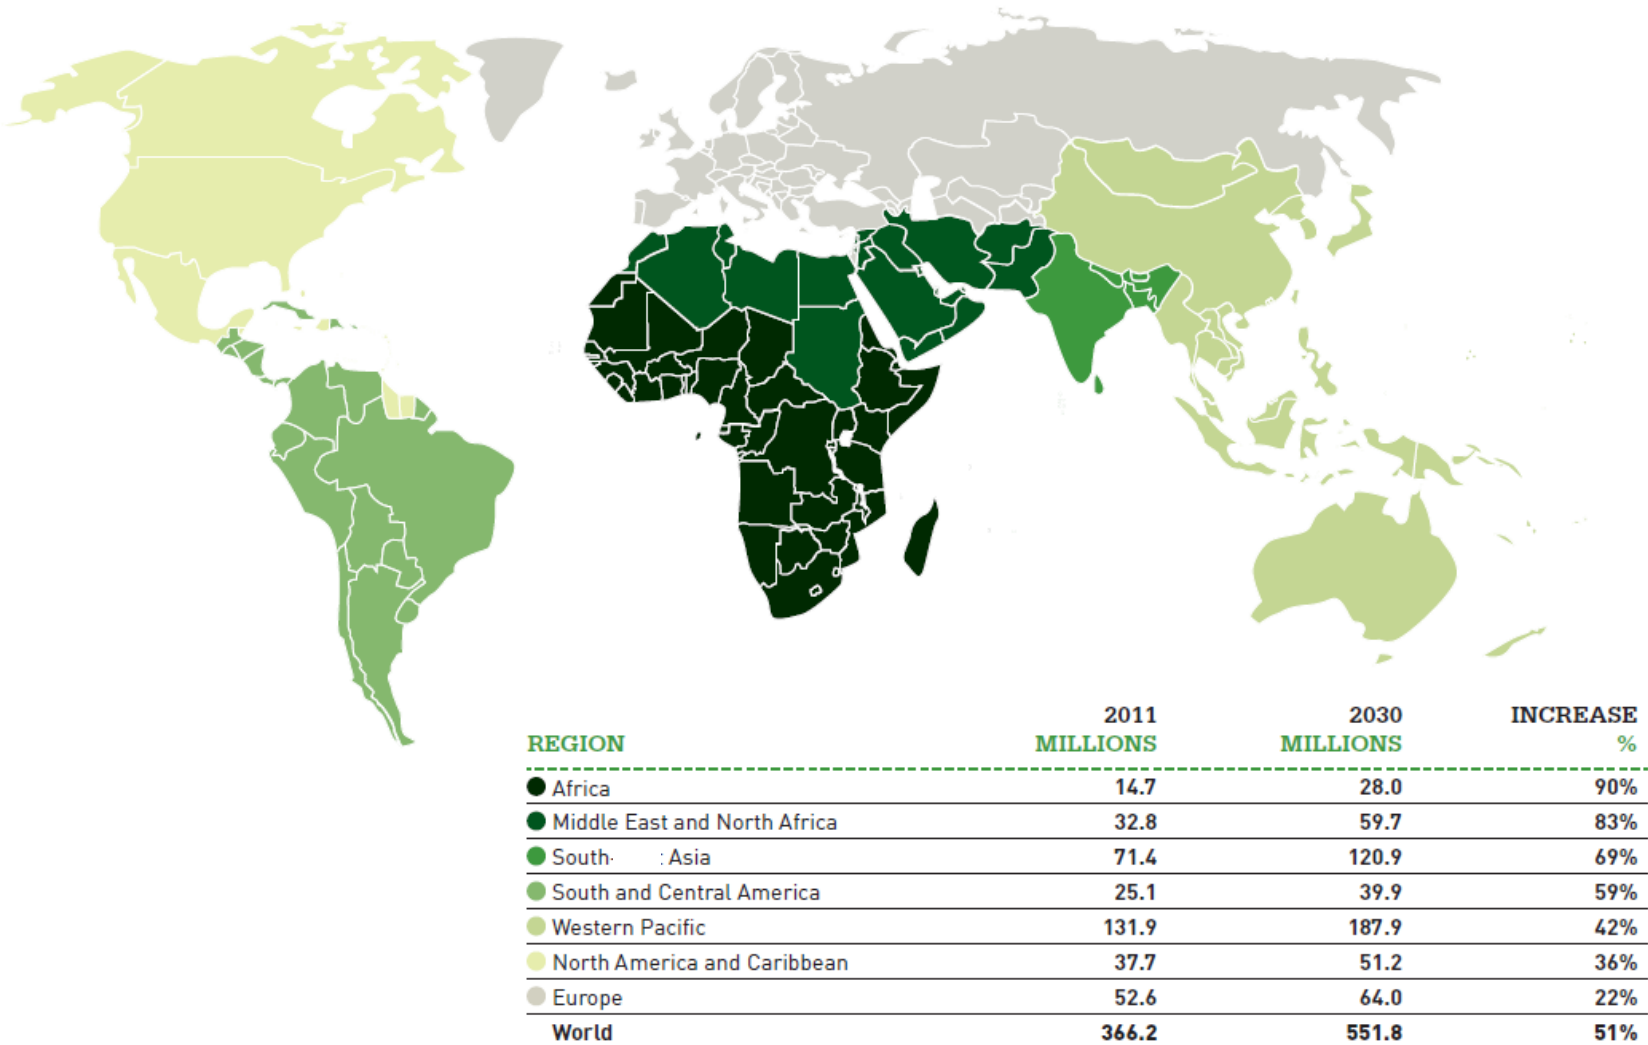 2011 2030 INCREASE
REGION MILLIONS MILLIONS %
Africa 14.7 28.0 90%
Middle East and North Africa 32.8 59.7 83%
South- : Asia 71.4 120.9 69%
South and Central America 25.1 39.9 59%
Western Pacific 131.9 187.9 42%
North America and Caribbean 37.7 51.2 36%
Europe 52.6 64.0 22%
World 366.2 551.8 51%